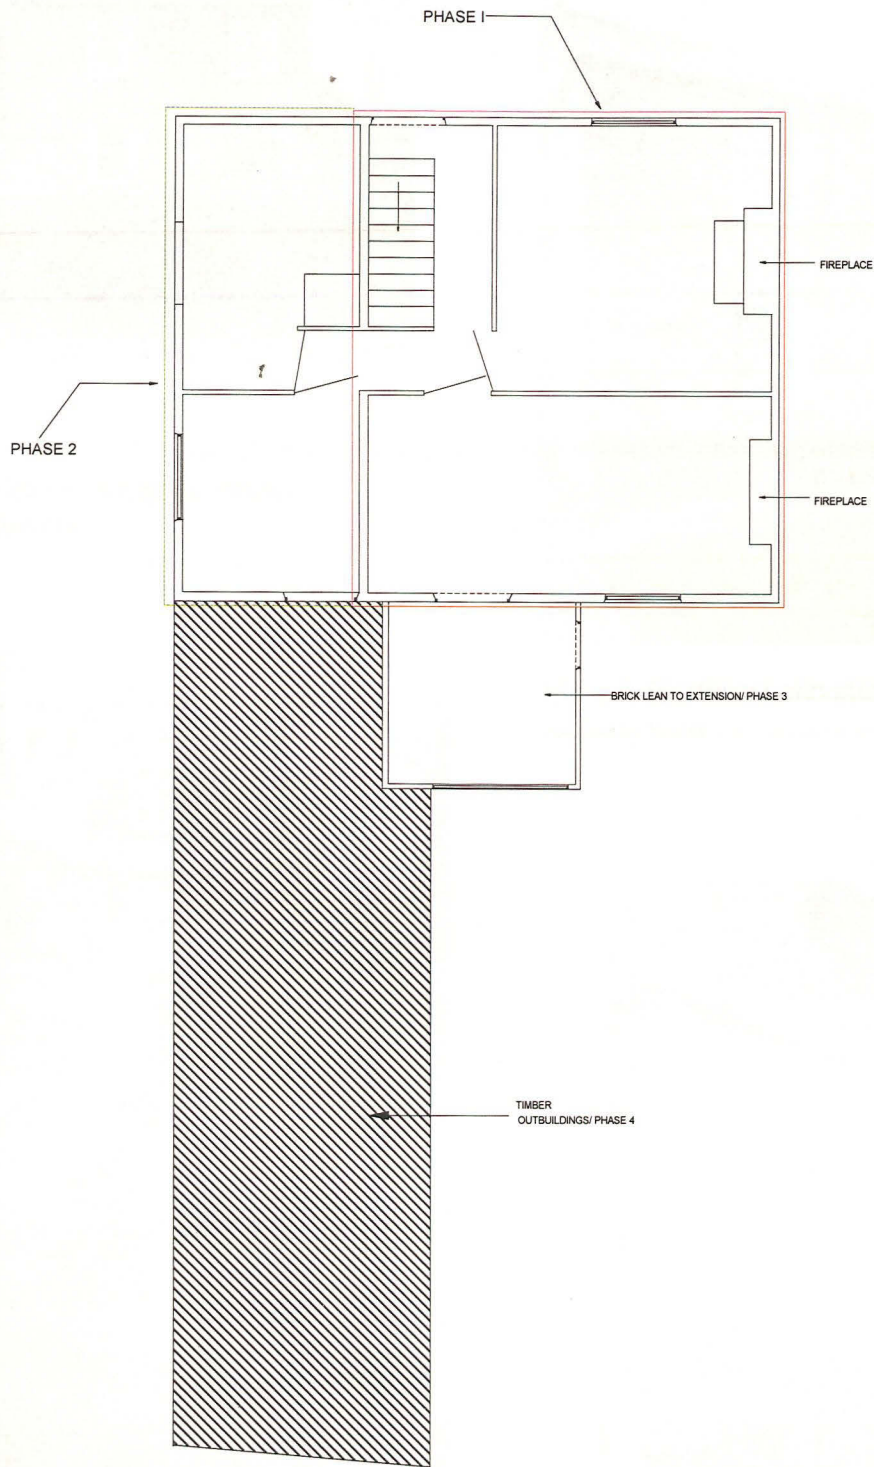 PHASE I
FIREPLACE
PHASE 2
FIREPLACE
BRICK LEAN TO EXTENSION/ PHASE 3
TIMBER
OUTBUILDINGS/ PHASE 4